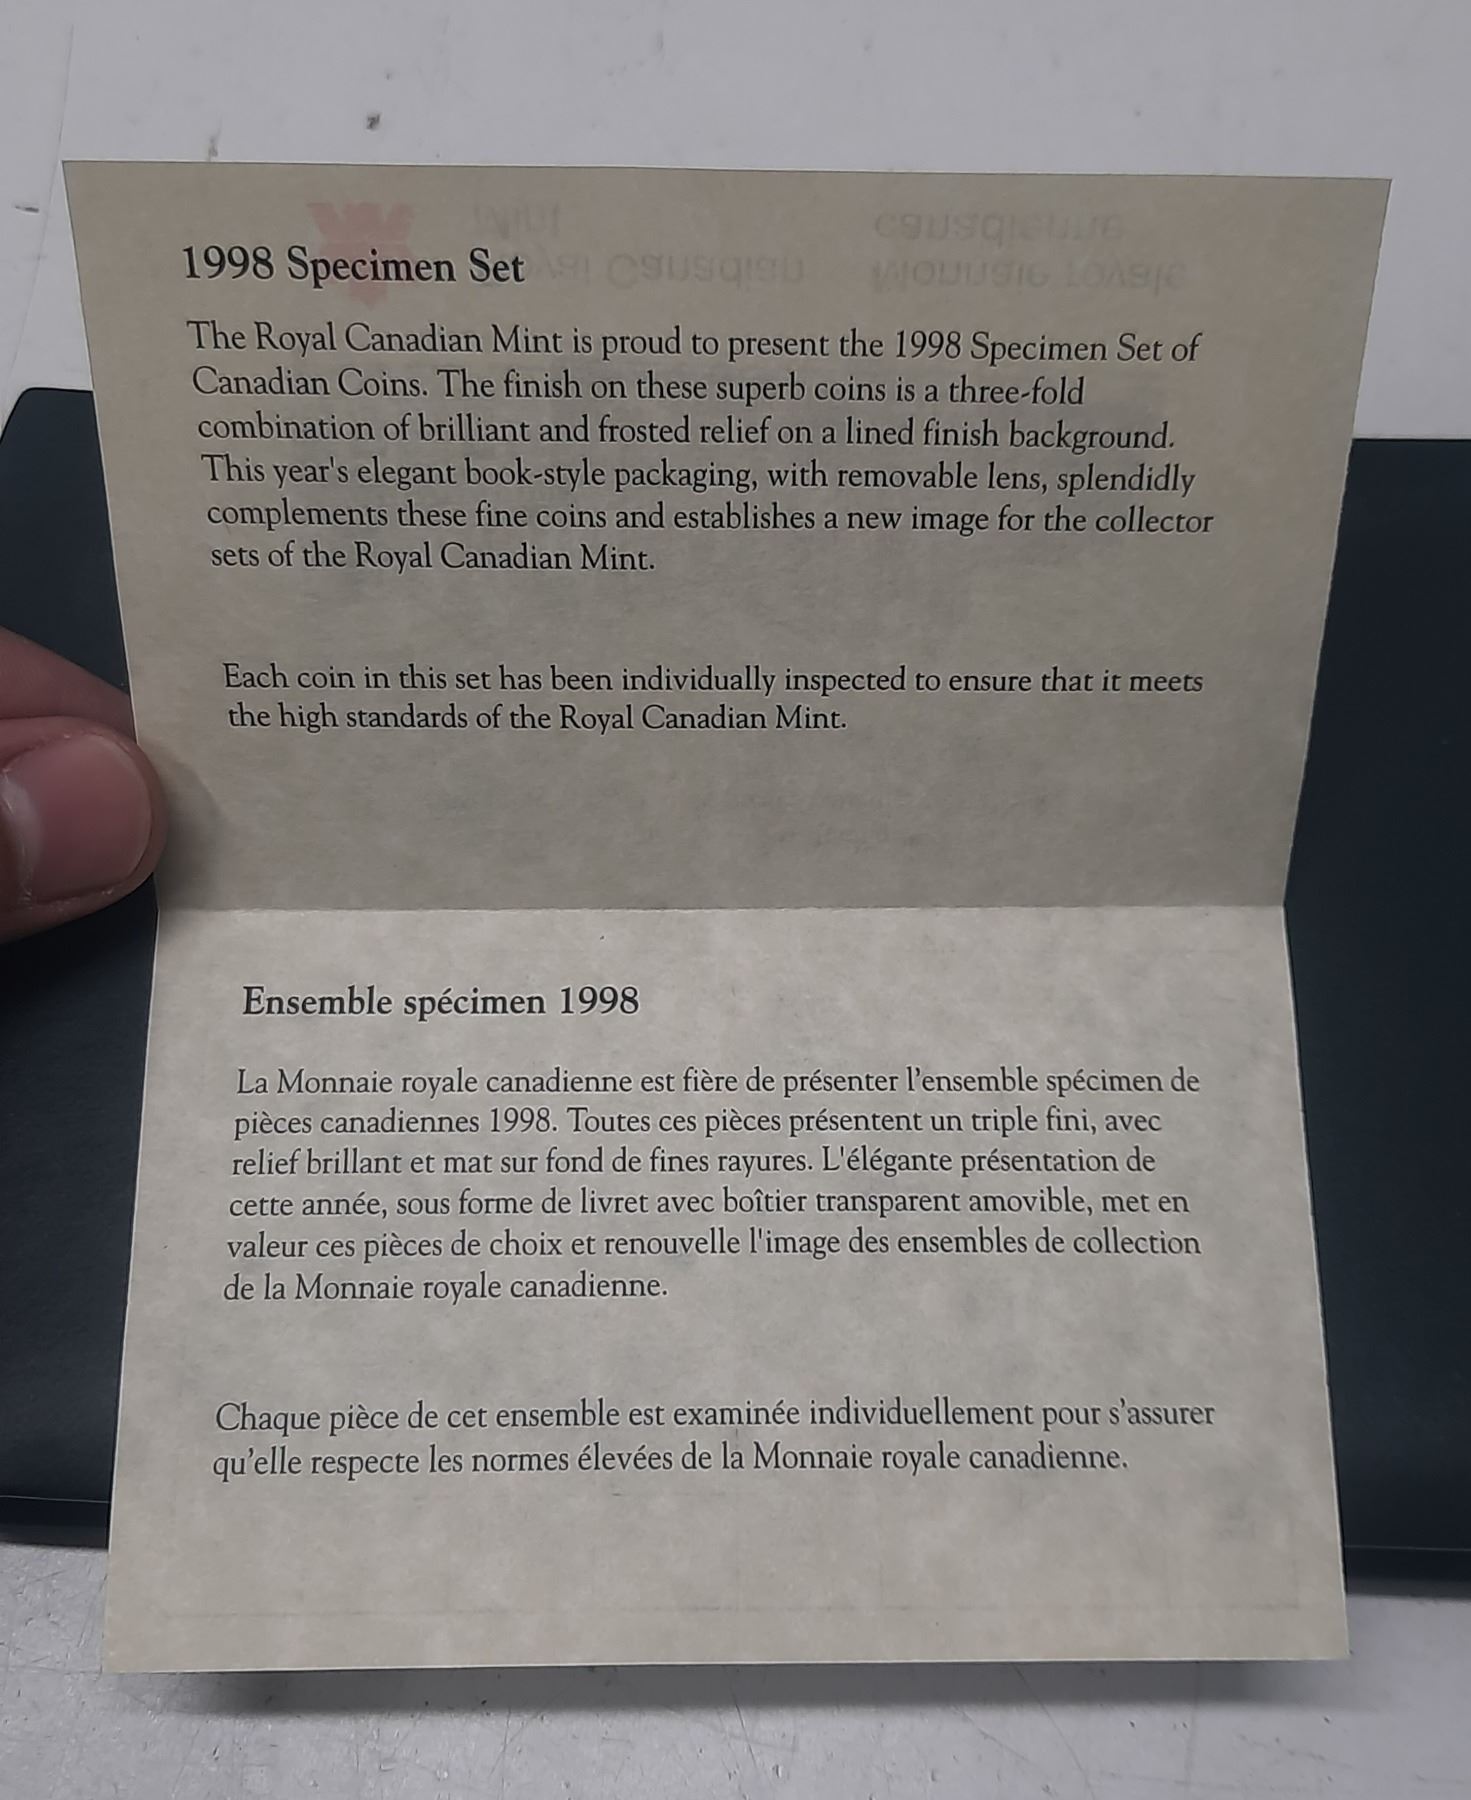 1998 Specimen Set
The Royal Canadian Mint is proud to present the 1998 Specimen Set of
Canadian Coins. The finish on these superb coins is a three-fold
combination of brilliant and frosted relief on a lined finish background.
This year's elegant book-style packaging, with removable lens, splendidly
complements these fine coins and establishes a new image for the collector
sets of the Royal Canadian Mint.
Each coin in this set has been individually inspected to ensure that it meets
the high standards of the Royal Canadian Mint.
Ensemble spécimen 1998
La Monnaie royale canadienne est fière de présenter l’ensemble spécimen de
pièces canadiennes 1998. Toutes ces pièces présentent un triple fini, avec
relief brillant et mat sur fond de fines rayures. L'élégante présentation de
cette année, sous forme de livret avec boîtier transparent amovible, met en
valeur ces pièces de choix et renouvelle l'image des ensembles de collection
de la Monnaie royale canadienne.
Chaque pièce de cet ensemble est examinée individuellement pour s’assurer
qu’elle respecte les normes élevées de la Monnaie royale canadienne.